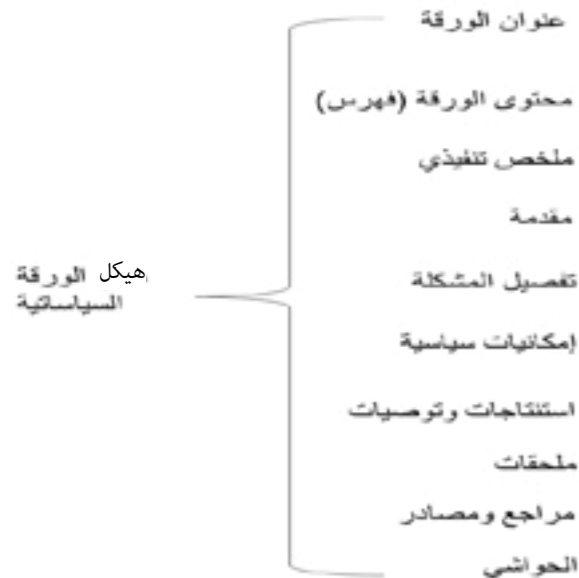 عنوان الورقة
محتوى الورقة (فهرس)
ملخص تنفيذي
مقدمة
هيكل الورقة
السياساتية
تفصيل المشكلة
إمكانيات سياسية
استنتاجات وتوصيات
ملحقات
مراجع ومصادر
الحواشي